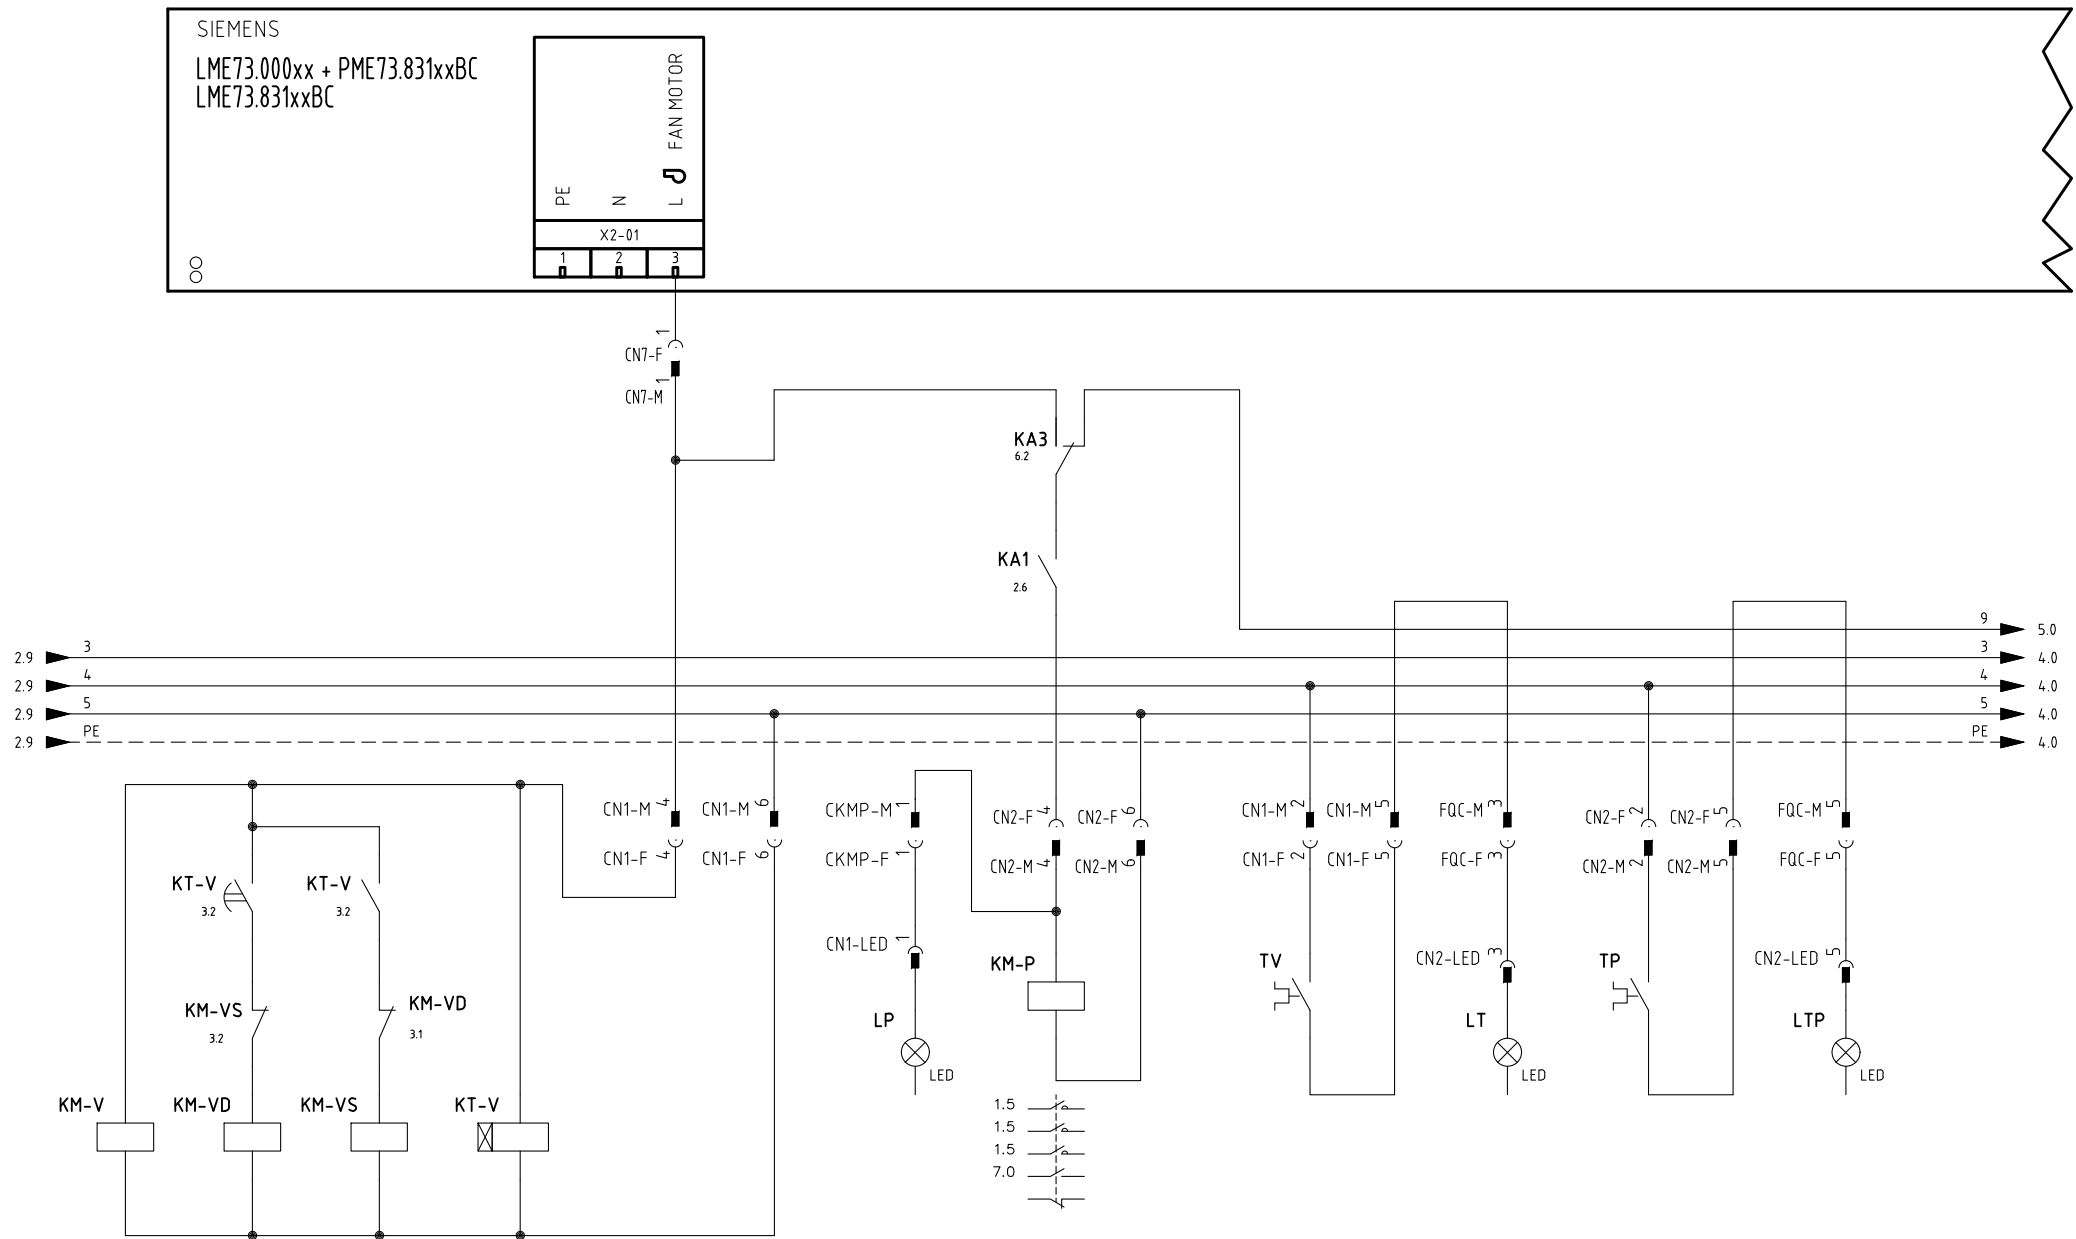 SIEMENS
LME73.000xx + PME73.831xxBC
LME73.831xxBC
PE
N
L
FAN MOTOR
X2-01
1 2 3
1
CN7-F
1
CN7-M
KA3
6.2
KA1
2.6
9 5.0
2.9 3 3 4.0
2.9 4 4 4.0
2.9 5 5 4.0
2.9 PE PE 4.0
CN1-M 4 CN1-M 6 CKMP-M 1 CN2-F 4 CN2-F 6 CN1-M 2 CN1-M 5 FQC-M 3 CN2-F 2 CN2-F 5 FQC-M 5
CN1-F 4 CN1-F 6 CKMP-F 1 CN2-M 4 CN2-M 6 CN1-F 2 CN1-F 5 FQC-F 3 CN2-M 2 CN2-M 5 FQC-F 5
KT-V KT-V
3.2 3.2
CN1-LED 1
KM-P TV CN2-LED 3 TP CN2-LED 5
KM-VS KM-VD
3.2 3.1
LP LT LTP
LED LED LED
KM-V KM-VD KM-VS KT-V
1.5
1.5
1.5
7.0